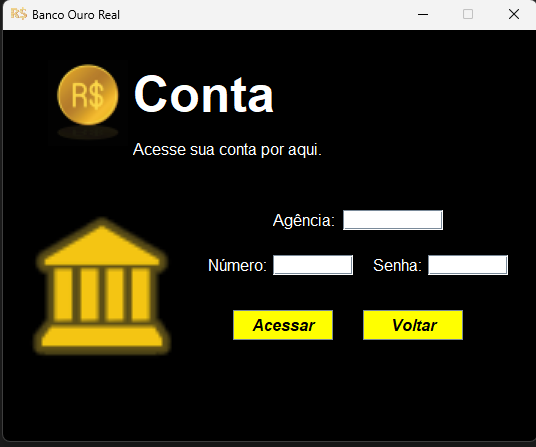 R$ Banco Ouro Real
R$
Conta
Acesse sua conta por aqui.
Agência:
Número: Senha:
Acessar Voltar